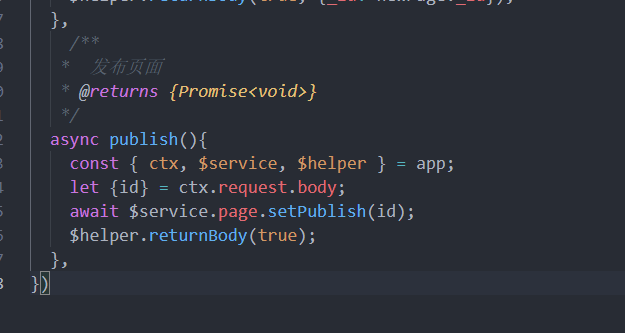 $helper.returnBody(true, {_id: newPage._id});
},
/**
* 发布页面
* @returns {Promise<void>}
*/
async publish(){
const { ctx, $service, $helper } = app;
let {id} = ctx.request.body;
await $service.page.setPublish(id);
$helper.returnBody(true);
},
})